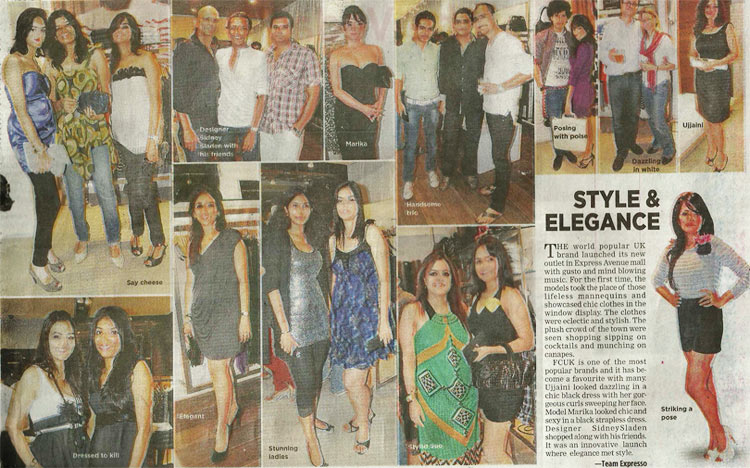 Say cheese
Designer
Sidney
Sladen with
his friends
Marika
Handsome
trio
Posing
with poise
Dazzling
in white
Ujjaini
Dressed to kill
Elegant
Stunning
ladies
Stylish duo
STYLE &
ELEGANCE
THE world popular UK
brand launched its new
outlet in Express Avenue mall
with gusto and mind blowing
music. For the first time, the
models took the place of those
lifeless mannequins and
showcased chic clothes in the
window display. The clothes
were eclectic and stylish. The
plush crowd of the town were
seen shopping sipping on
cocktails and munching on
canapes.
FCUK is one of the most
popular brands and it has be-
come a favourite with many.
Ujjaini looked dazzling in a
chic black dress with her gor-
geous curls sweeping her face.
Model Marika looked chic and
sexy in a black strapless dress.
Designer SidneySladen
shopped along with his friends.
It was an innovative launch
where elegance met style.
—Team Expresso
Striking a
pose